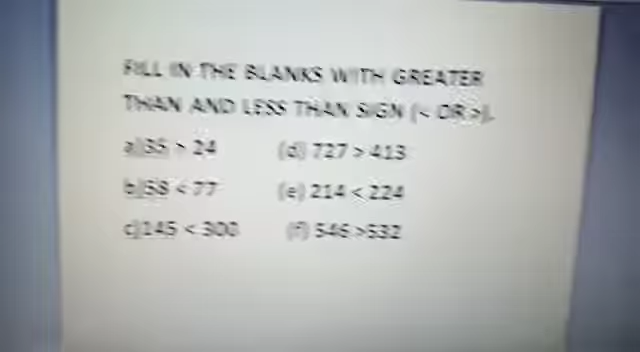 FILL IN THE BLANKS WITH GREATER
THAN AND LESS THAN SIGN (< OR >).
a)35 > 24 (d) 727 > 413
b)58 < 77 (e) 214 < 224
c)145 < 300 (f) 546 >532